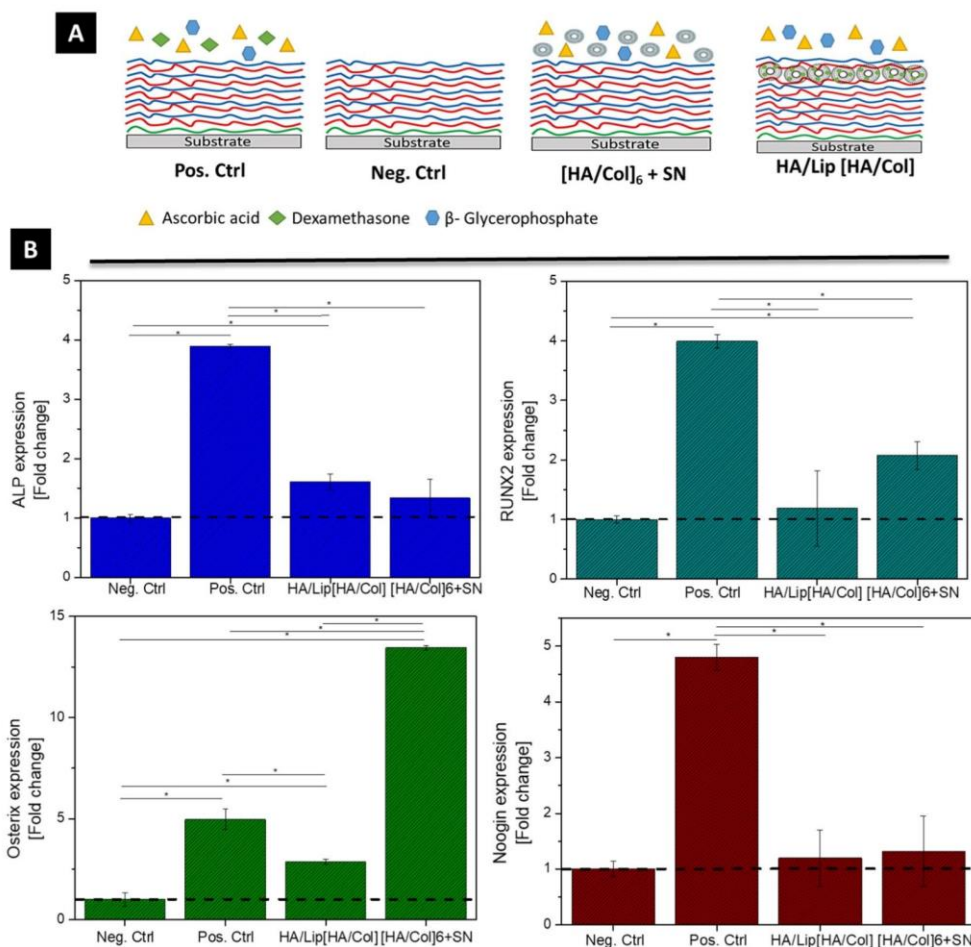 A
Substrate
Substrate
Substrate
Substrate
Pos. Ctrl
Neg. Ctrl
[HA/Col]₆ + SN
HA/Lip [HA/Col]
Ascorbic acid
Dexamethasone
β- Glycerophosphate
B
ALP expression
[Fold change]
5
4
3
2
1
0
* * * *
Neg. Ctrl
Pos. Ctrl
HA/Lip[HA/Col]
[HA/Col]6+SN
RUNX2 expression
[Fold change]
5
4
3
2
1
0
* * * *
Neg. Ctrl
Pos. Ctrl
HA/Lip[HA/Col]
[HA/Col]6+SN
Osterix expression
[Fold change]
15
10
5
0
* * * * * *
Neg. Ctrl
Pos. Ctrl
HA/Lip[HA/Col]
[HA/Col]6+SN
Noogin expression
[Fold change]
5
4
3
2
1
0
* * *
Neg. Ctrl
Pos. Ctrl
HA/Lip[HA/Col]
[HA/Col]6+SN